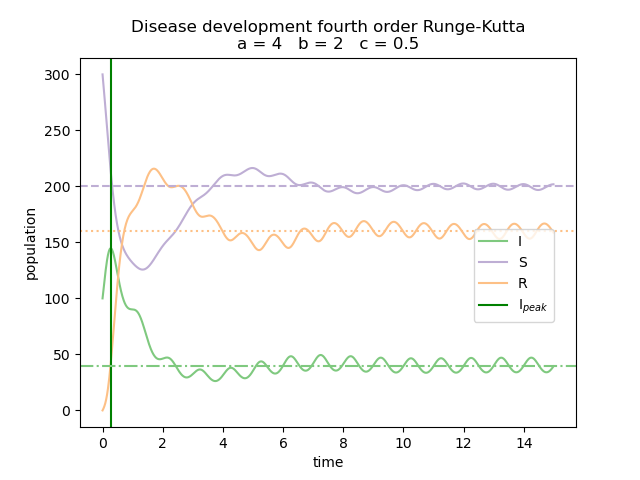 Disease development fourth order Runge-Kutta
a = 4   b = 2   c = 0.5
300
250
200
150
100
50
0
population
I
S
R
I_peak
0 2 4 6 8 10 12 14
time